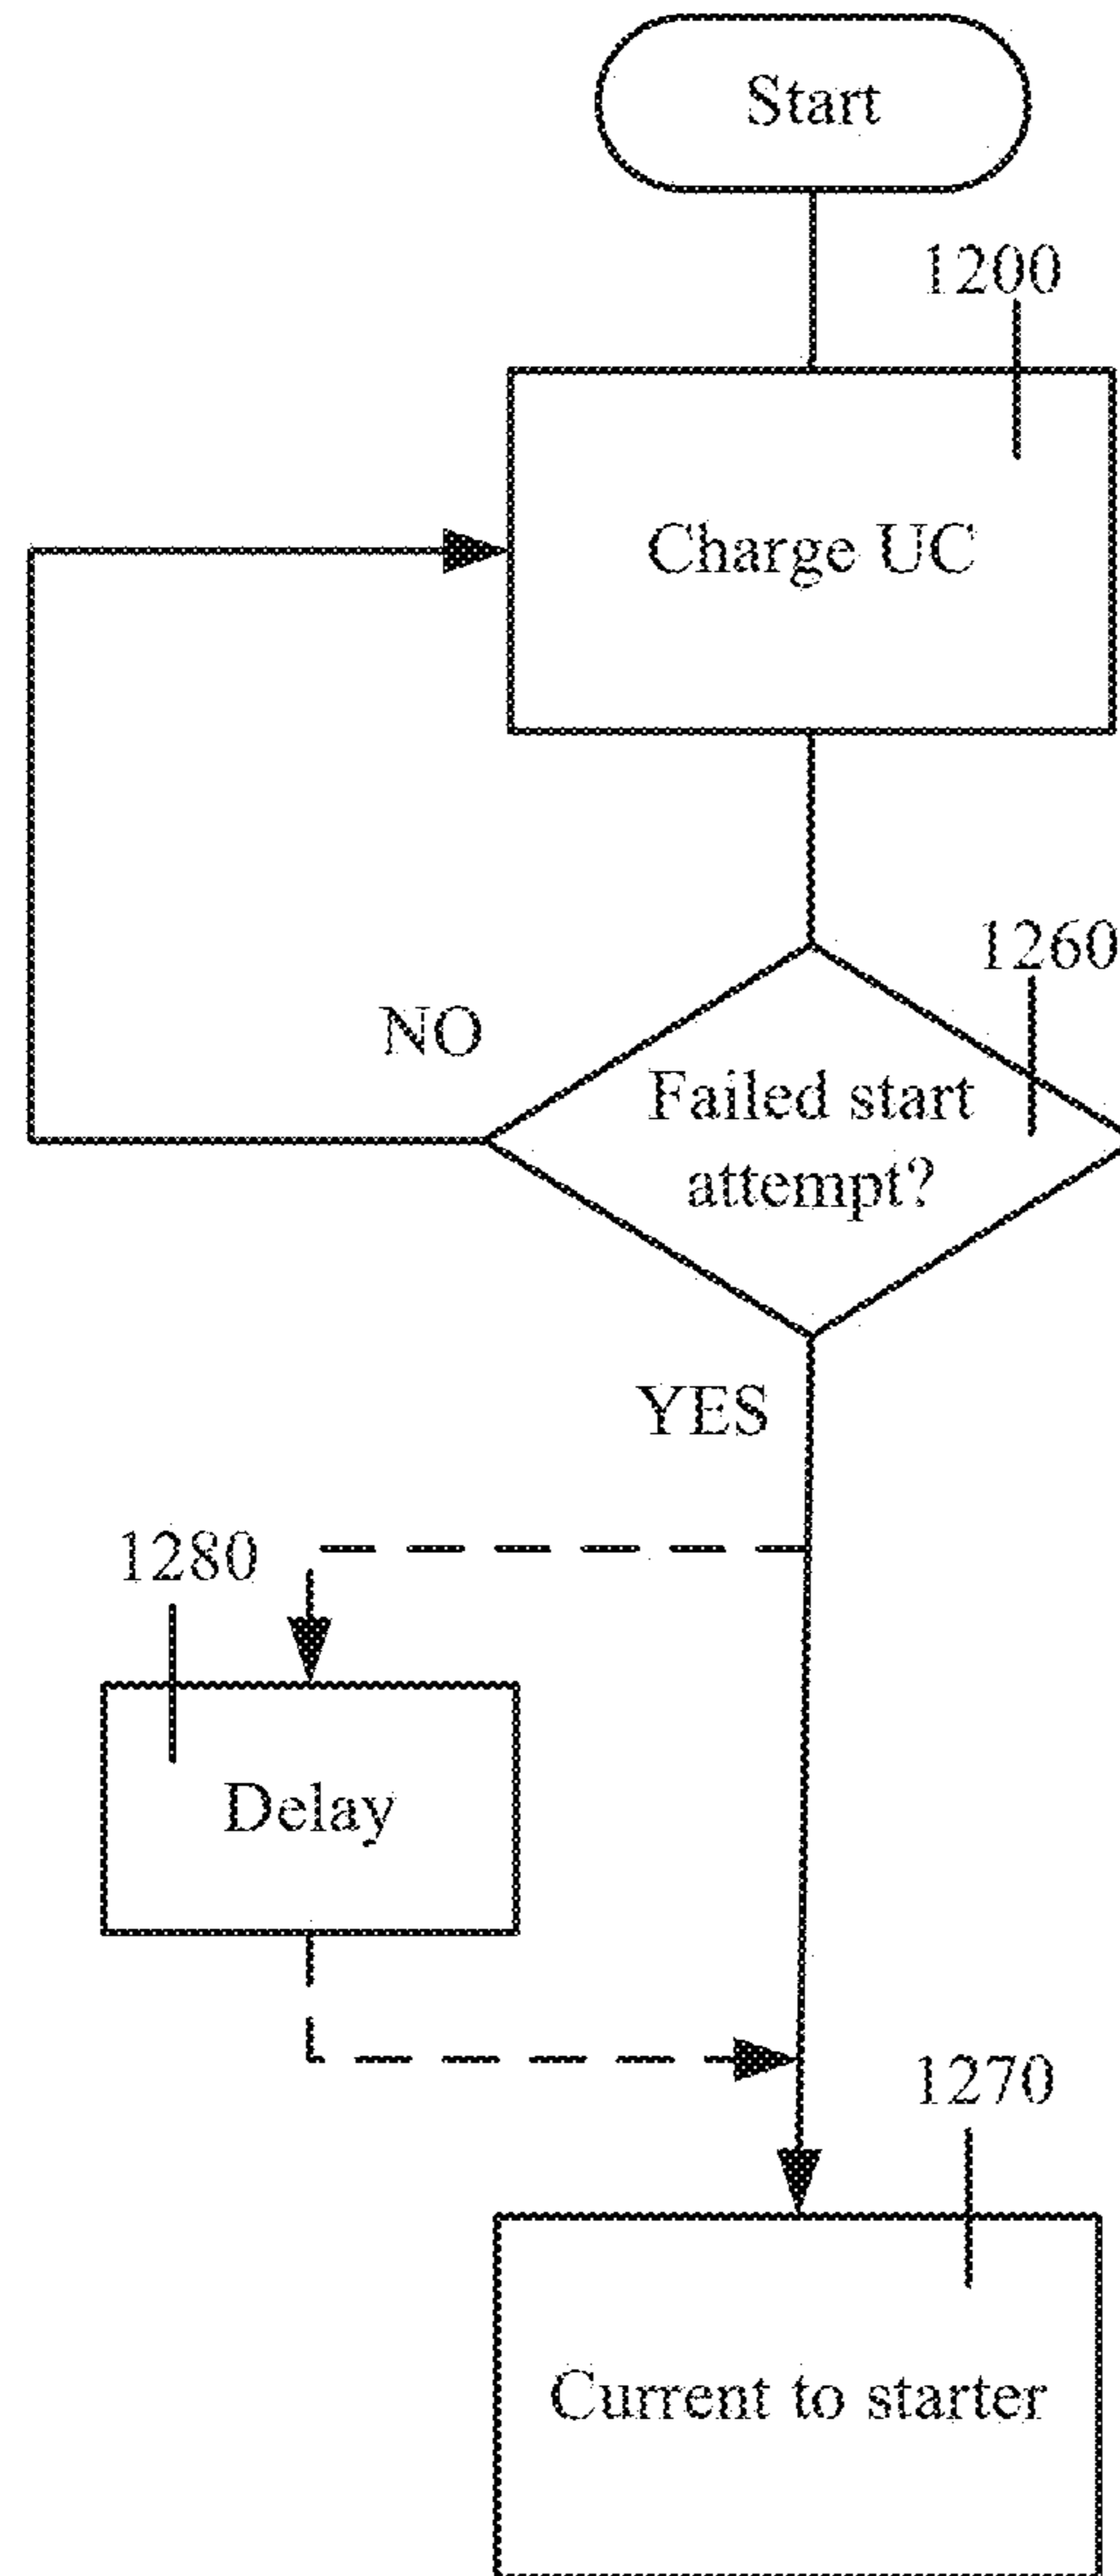 Start
1200
Charge UC
1260
NO
Failed start
attempt?
YES
1280
Delay
1270
Current to starter